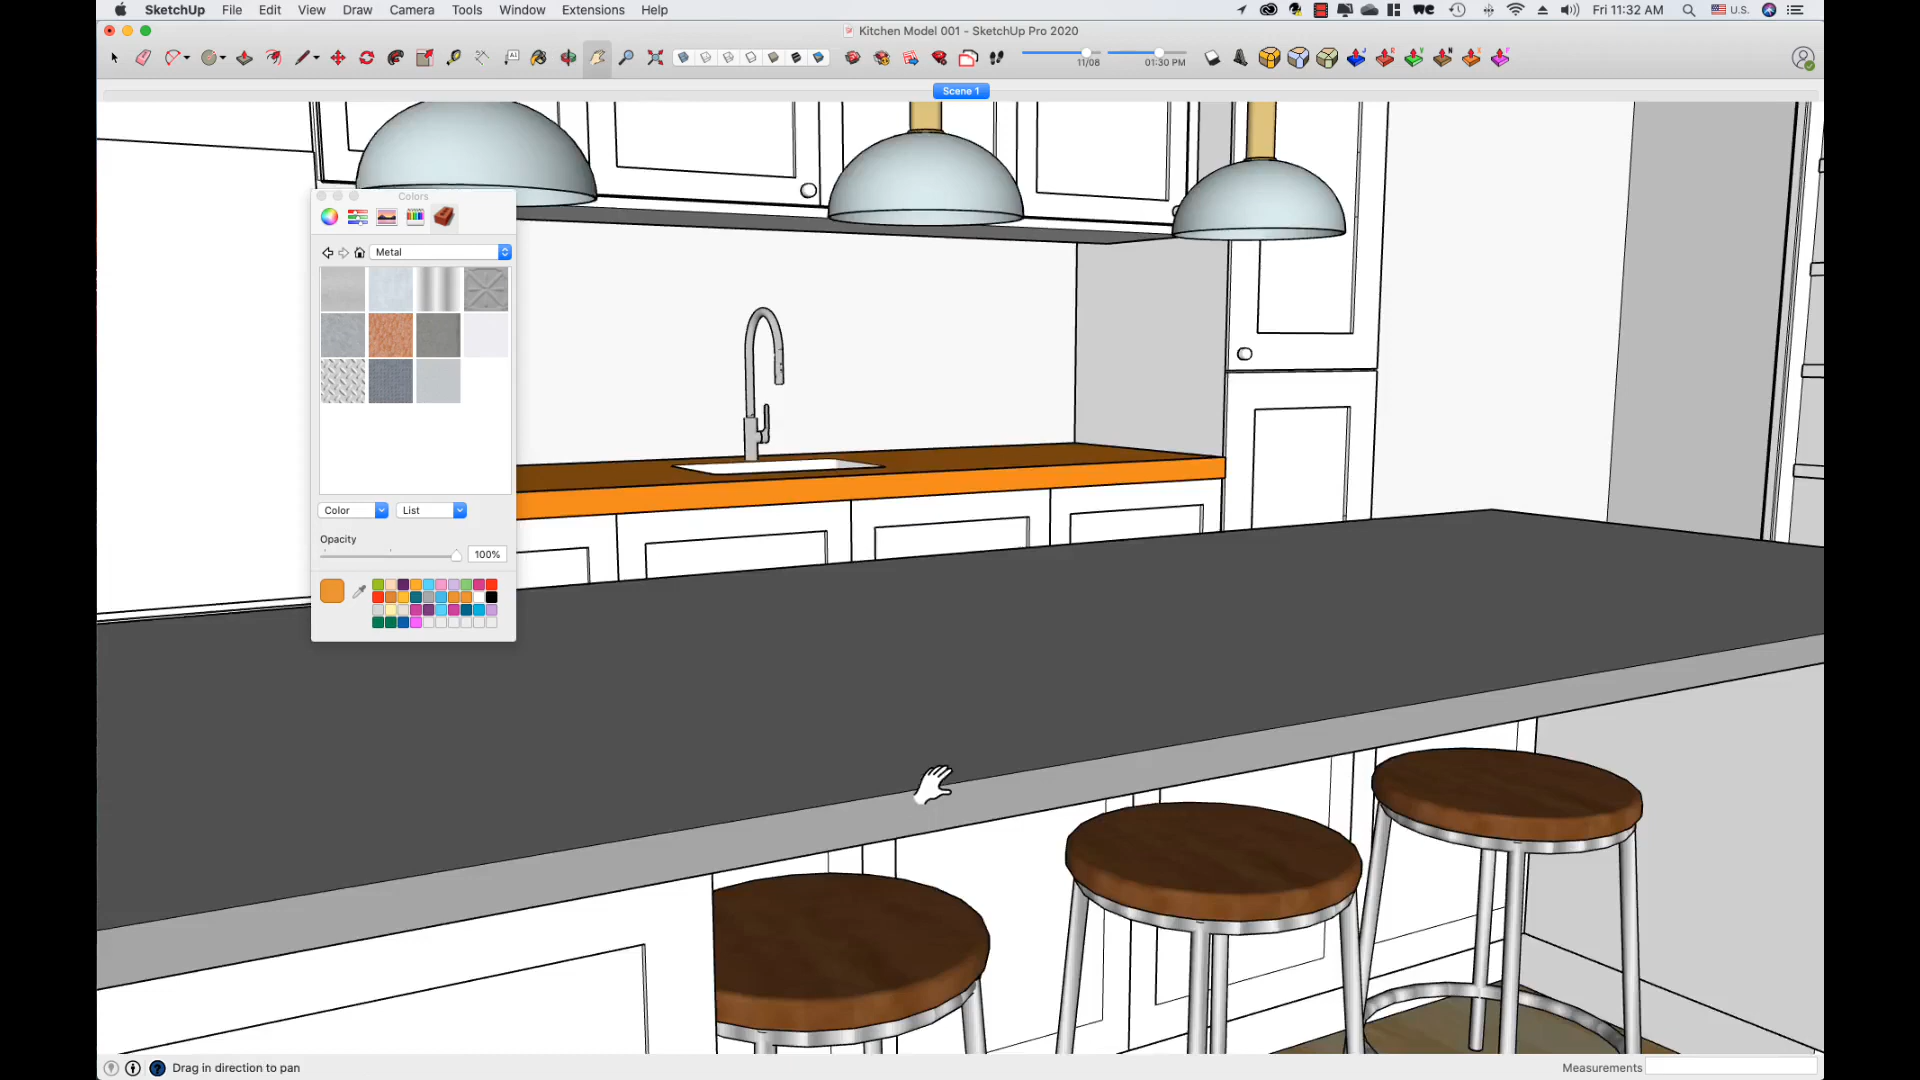 SketchUp File Edit View Draw Camera Tools Window Extensions Help U.S. Fri 11:32 AM
Kitchen Model 001 - SketchUp Pro 2020
11/08 01:30 PM
Scene 1
Colors
Metal
Color List
Opacity
100%
Drag in direction to pan
Measurements